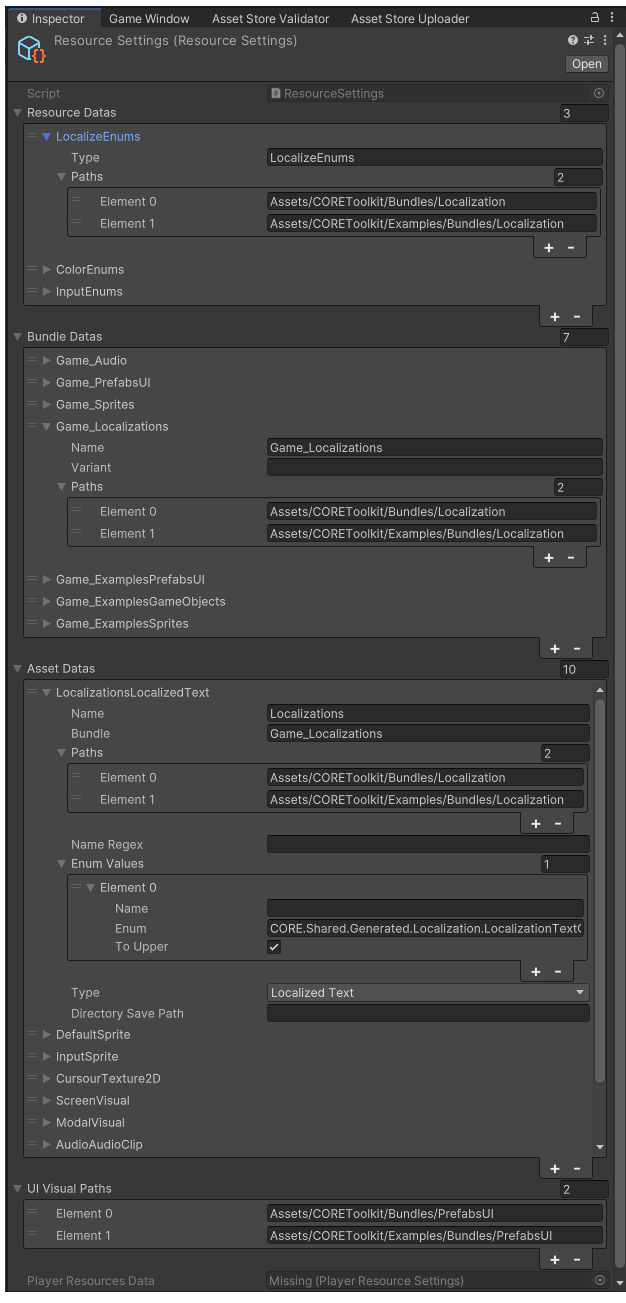 Inspector Game Window Asset Store Validator Asset Store Uploader
Resource Settings (Resource Settings)
Open
Script ResourceSettings
Resource Datas 3
LocalizeEnums
Type LocalizeEnums
Paths 2
Element 0 Assets/COREToolkit/Bundles/Localization
Element 1 Assets/COREToolkit/Examples/Bundles/Localization
+ -
ColorEnums
InputEnums
+ -
Bundle Datas 7
Game_Audio
Game_PrefabsUI
Game_Sprites
Game_Localizations
Name Game_Localizations
Variant
Paths 2
Element 0 Assets/COREToolkit/Bundles/Localization
Element 1 Assets/COREToolkit/Examples/Bundles/Localization
+ -
Game_ExamplesPrefabsUI
Game_ExamplesGameObjects
Game_ExamplesSprites
+ -
Asset Datas 10
LocalizationsLocalizedText
Name Localizations
Bundle Game_Localizations
Paths 2
Element 0 Assets/COREToolkit/Bundles/Localization
Element 1 Assets/COREToolkit/Examples/Bundles/Localization
+ -
Name Regex
Enum Values 1
Element 0
Name
Enum CORE.Shared.Generated.Localization.LocalizationText
To Upper
+ -
Type Localized Text
Directory Save Path
DefaultSprite
InputSprite
CursourTexture2D
ScreenVisual
ModalVisual
AudioAudioClip
+ -
UI Visual Paths 2
Element 0 Assets/COREToolkit/Bundles/PrefabsUI
Element 1 Assets/COREToolkit/Examples/Bundles/PrefabsUI
+ -
Player Resources Data Missing (Player Resource Settings)